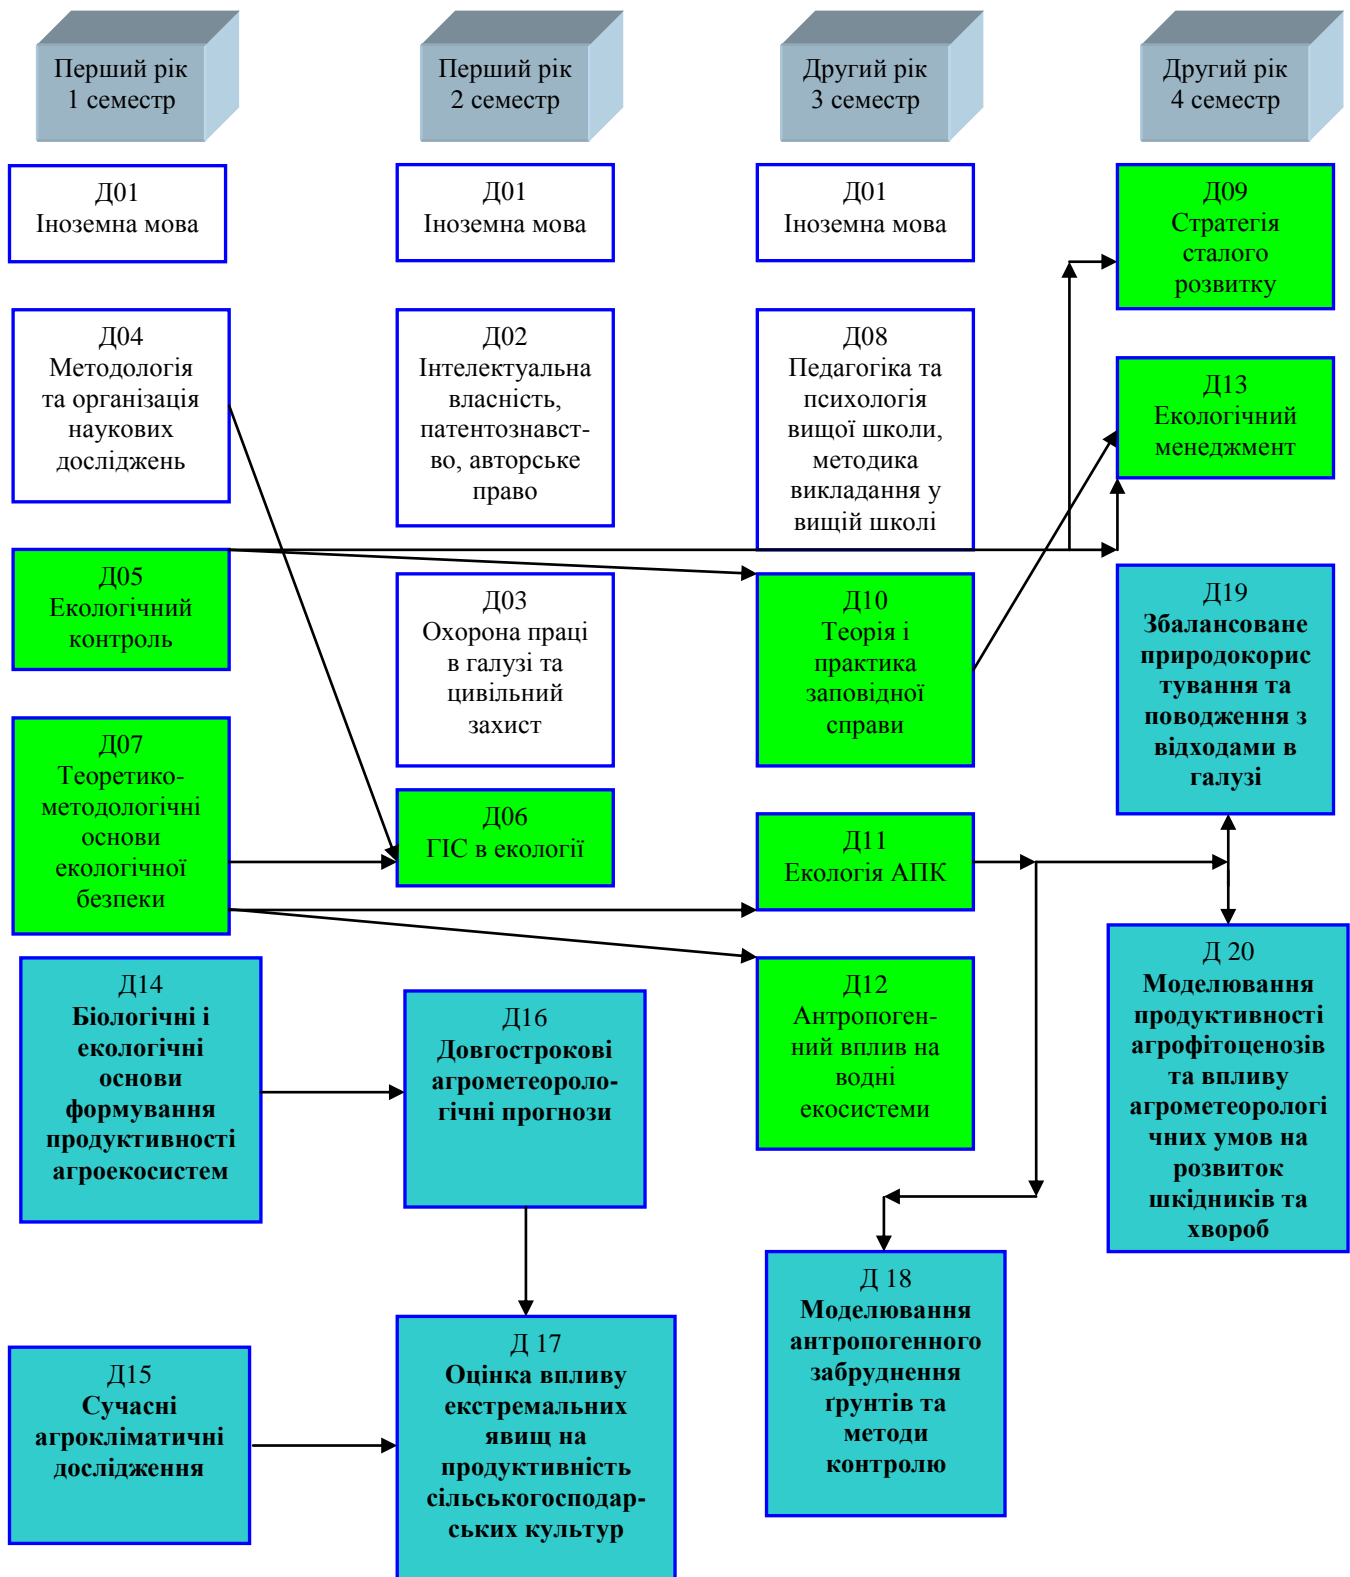 Перший рік
1 семестр
Перший рік
2 семестр
Другий рік
3 семестр
Другий рік
4 семестр
Д01
Іноземна мова
Д04
Методологія
та організація
наукових
досліджень
Д05
Екологічний
контроль
Д07
Теоретико-
методологічні
основи
екологічної
безпеки
Д14
Біологічні і
екологічні
основи
формування
продуктивності
агроекосистем
Д15
Сучасні
агрокліматичні
дослідження
Д01
Іноземна мова
Д02
Інтелектуальна
власність,
патентознавст-
во, авторське
право
Д03
Охорона праці
в галузі та
цивільний
захист
Д06
ГІС в екології
Д16
Довгострокові
агрометеороло-
гічні прогнози
Д 17
Оцінка впливу
екстремальних
явищ на
продуктивність
сільськогосподар-
ських культур
Д01
Іноземна мова
Д08
Педагогіка та
психологія
вищої школи,
методика
викладання у
вищій школі
Д10
Теорія і
практика
заповідної
справи
Д11
Екологія АПК
Д12
Антропоген-
ний вплив на
водні
екосистеми
Д 18
Моделювання
антропогенного
забруднення
ґрунтів та
методи
контролю
Д09
Стратегія
сталого
розвитку
Д13
Екологічний
менеджмент
Д19
Збалансоване
природокорис
тування та
поводження з
відходами в
галузі
Д 20
Моделювання
продуктивності
агрофітоценозів
та впливу
агрометеорологі
чних умов на
розвиток
шкідників та
хвороб